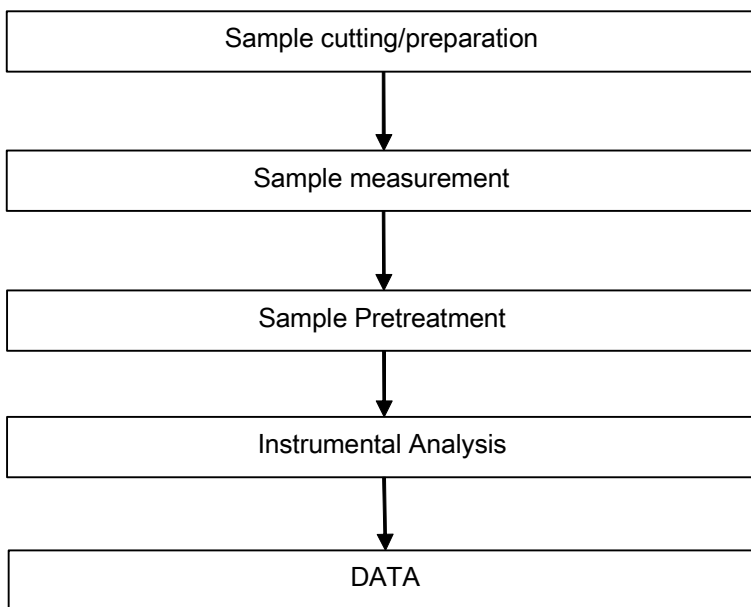 Sample cutting/preparation
Sample measurement
Sample Pretreatment
Instrumental Analysis
DATA